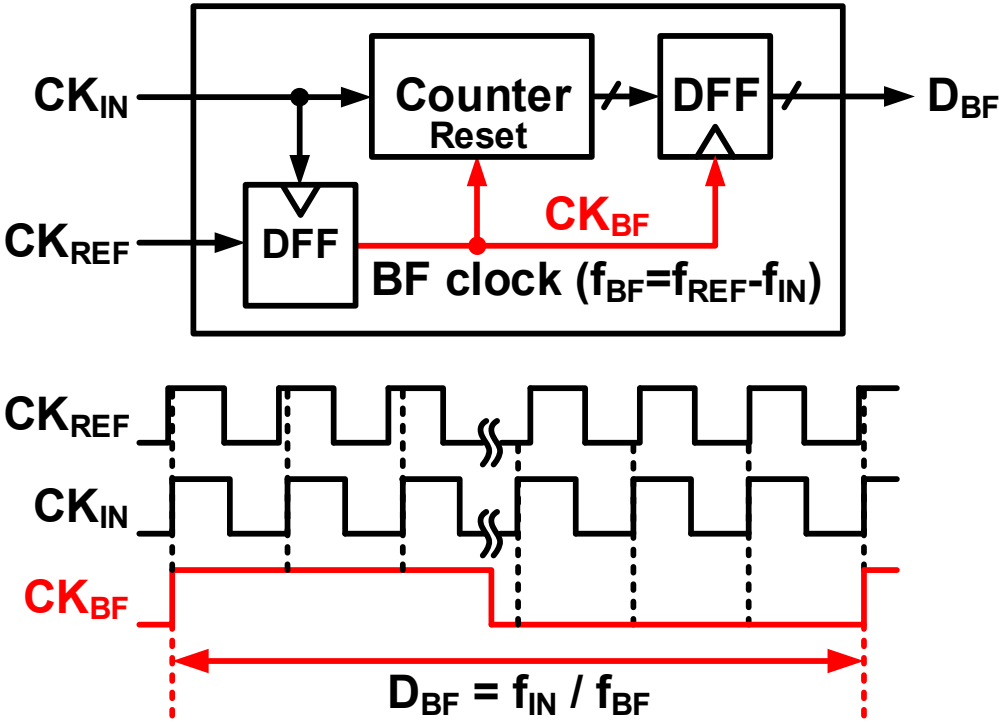 CK_IN
Counter
Reset
DFF
D_BF
CK_REF
DFF
CK_BF
BF clock (f_BF=f_REF-f_IN)
CK_REF
CK_IN
CK_BF
D_BF = f_IN / f_BF